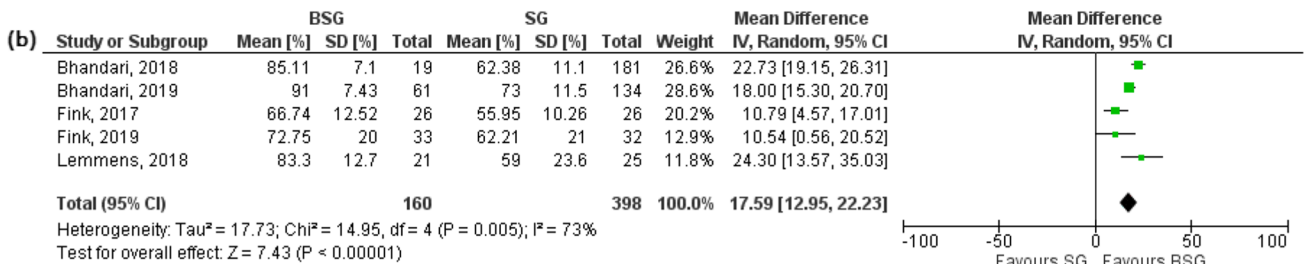 BSG SG Mean Difference Mean Difference
(b) Study or Subgroup Mean [%] SD [%] Total Mean [%] SD [%] Total Weight IV, Random, 95% CI IV, Random, 95% CI
Bhandari, 2018 85.11 7.1 19 62.38 11.1 181 26.6% 22.73 [19.15, 26.31]
Bhandari, 2019 91 7.43 61 73 11.5 134 28.6% 18.00 [15.30, 20.70]
Fink, 2017 66.74 12.52 26 55.95 10.26 26 20.2% 10.79 [4.57, 17.01]
Fink, 2019 72.75 20 33 62.21 21 32 12.9% 10.54 [0.56, 20.52]
Lemmens, 2018 83.3 12.7 21 59 23.6 25 11.8% 24.30 [13.57, 35.03]
Total (95% CI) 160 398 100.0% 17.59 [12.95, 22.23]
Heterogeneity: Tau² = 17.73; Chi² = 14.95, df = 4 (P = 0.005); I² = 73%
Test for overall effect: Z = 7.43 (P < 0.00001)
-100 -50 0 50 100
Favours SG Favours BSG